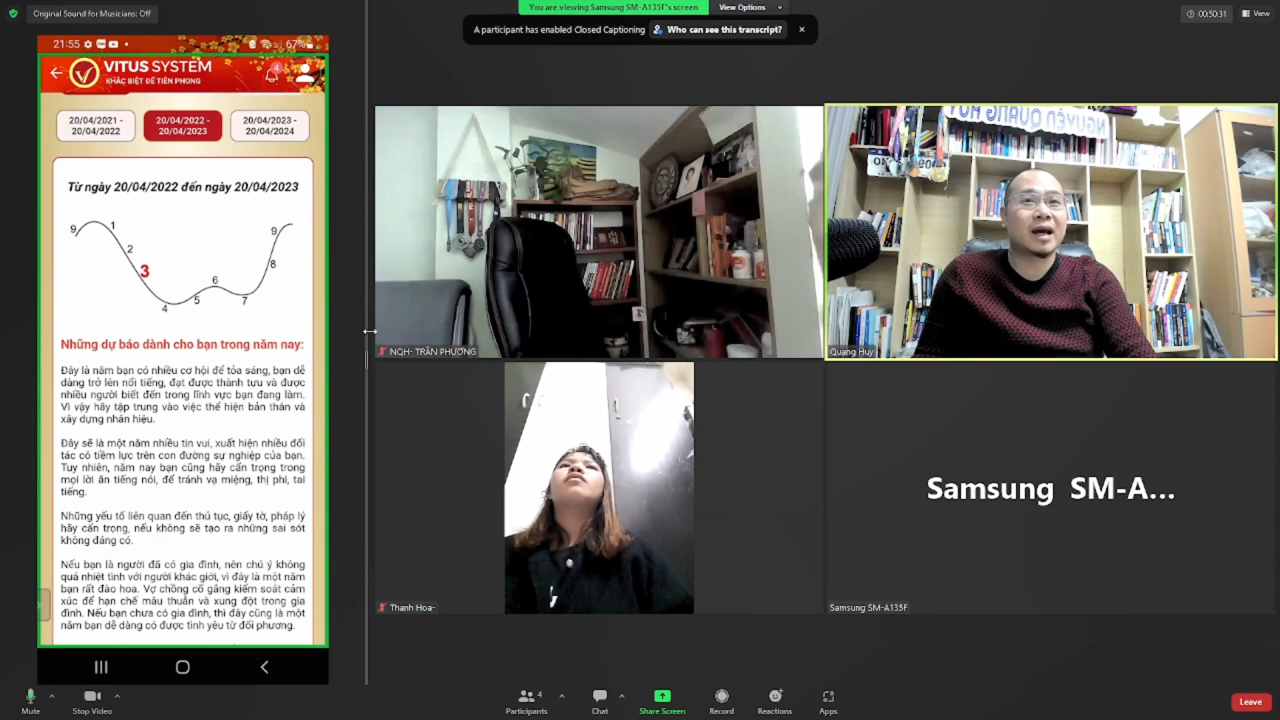 Original Sound for Musicians: Off
You are viewing Samsung SM-A135F's screen
View Options
A participant has enabled Closed Captioning
Who can see this transcript?
00:50:31
View
21:55
67%
VITUS SYSTEM
KHÁC BIỆT ĐỂ TIÊN PHONG
4
20/04/2021 -
20/04/2022
20/04/2022 -
20/04/2023
20/04/2023 -
20/04/2024
Từ ngày 20/04/2022 đến ngày 20/04/2023
9
1
2
3
4
5
6
7
8
9
Những dự báo dành cho bạn trong năm nay:
Đây là năm bạn có nhiều cơ hội để tỏa sáng, bạn dễ
dàng trở lên nổi tiếng, đạt được thành tựu và được
nhiều người biết đến trong lĩnh vực bạn đang làm.
Vì vậy hãy tập trung vào việc thể hiện bản thân và
xây dựng nhân hiệu.
Đây sẽ là một năm nhiều tin vui, xuất hiện nhiều đối
tác có tiềm lực trên con đường sự nghiệp của bạn.
Tuy nhiên, năm nay bạn cũng hãy cẩn trọng trong
mọi lời ăn tiếng nói, để tránh vạ miệng, thị phi, tai
tiếng.
Những yếu tố liên quan đến thủ tục, giấy tờ, pháp lý
hãy cẩn trọng, nếu không sẽ tạo ra những sai sót
không đáng có.
Nếu bạn là người đã có gia đình, nên chú ý không
quá nhiệt tình với người khác giới, vì đây là một năm
bạn rất đào hoa. Vợ chồng cố gắng kiểm soát cảm
xúc để hạn chế mâu thuẫn và xung đột trong gia
đình. Nếu bạn chưa có gia đình, thì đây cũng là một
năm bạn dễ dàng có được tình yêu từ đối phương.
NGUYỄN QUANG HUY
NQH- TRẦN PHƯƠNG
Quang Huy
Thanh Hoa-
Samsung SM-A...
Samsung SM-A135F
Mute
Stop Video
Participants
4
Chat
Share Screen
Record
Reactions
Apps
Leave